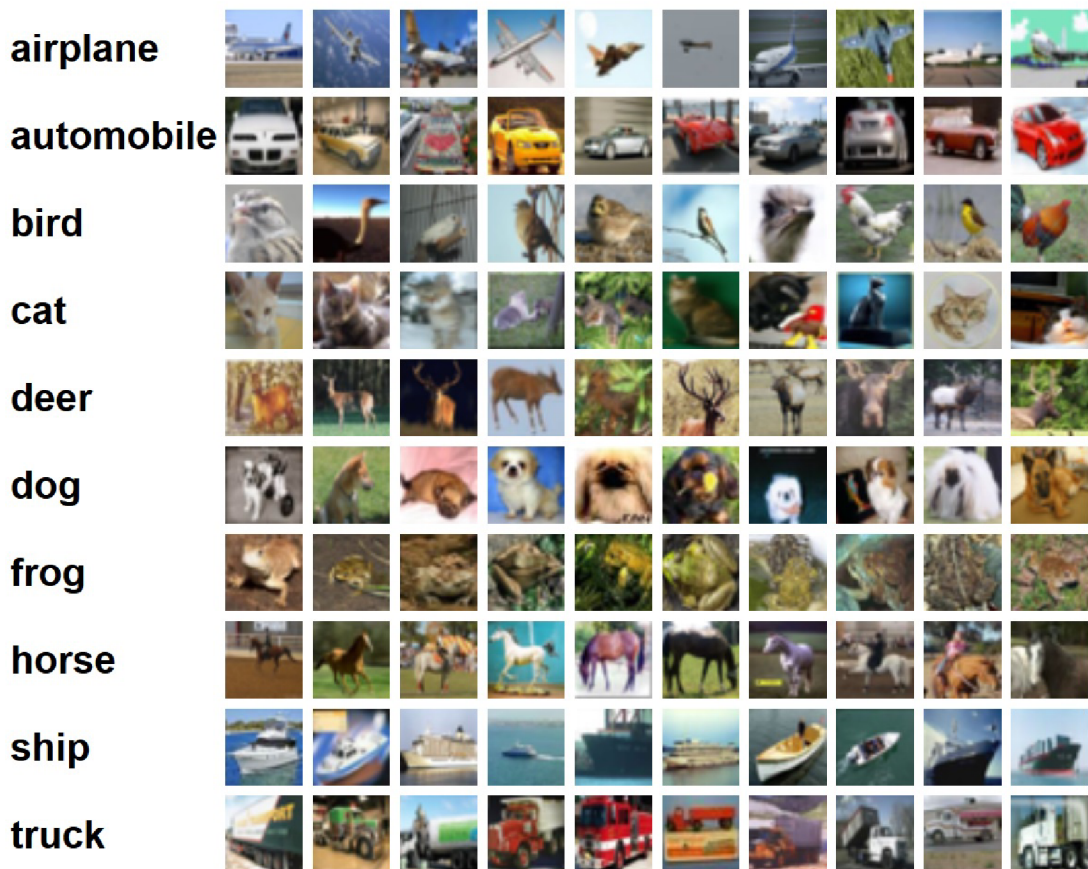 airplane
automobile
bird
cat
deer
dog
frog
horse
ship
truck